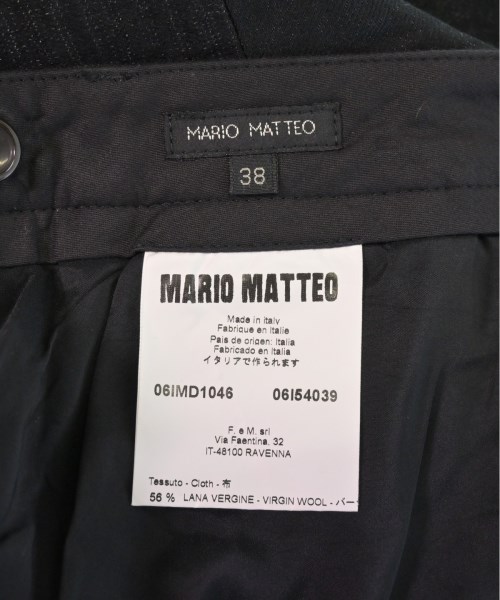 MARIO MATTEO
38
MARIO MATTEO
Made in Italy
Fabrique en Italie
Pais de origen: Italia
Fabricado en Italia
イタリアで作られます
06IMD1046 06I54039
F. e M. srl
Via Faentina, 32
IT-48100 RAVENNA
Tessuto - Cloth - 布
56 % LANA VERGINE - VIRGIN WOOL - バー